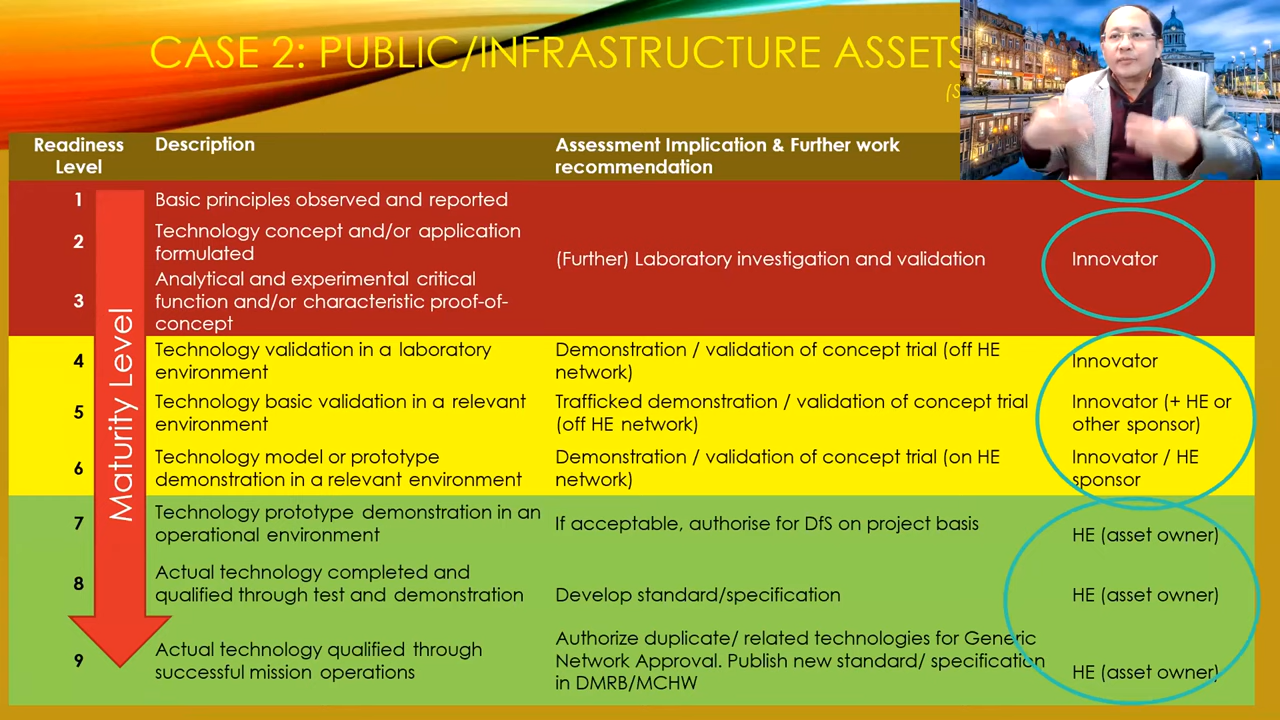 CASE 2: PUBLIC/INFRASTRUCTURE ASSETS
(S
Readiness
Level
Description
Assessment Implication & Further work
recommendation
1
Basic principles observed and reported
2
Technology concept and/or application
formulated
3
Analytical and experimental critical
function and/or characteristic proof-of-
concept
(Further) Laboratory investigation and validation
Innovator
4
Technology validation in a laboratory
environment
Demonstration / validation of concept trial (off HE
network)
Innovator
5
Technology basic validation in a relevant
environment
Trafficked demonstration / validation of concept trial
(off HE network)
Innovator (+ HE or
other sponsor)
6
Technology model or prototype
demonstration in a relevant environment
Demonstration / validation of concept trial (on HE
network)
Innovator / HE
sponsor
7
Technology prototype demonstration in an
operational environment
If acceptable, authorise for DfS on project basis
HE (asset owner)
8
Actual technology completed and
qualified through test and demonstration
Develop standard/specification
HE (asset owner)
9
Actual technology qualified through
successful mission operations
Authorize duplicate/ related technologies for Generic
Network Approval. Publish new standard/ specification
in DMRB/MCHW
HE (asset owner)
Maturity Level